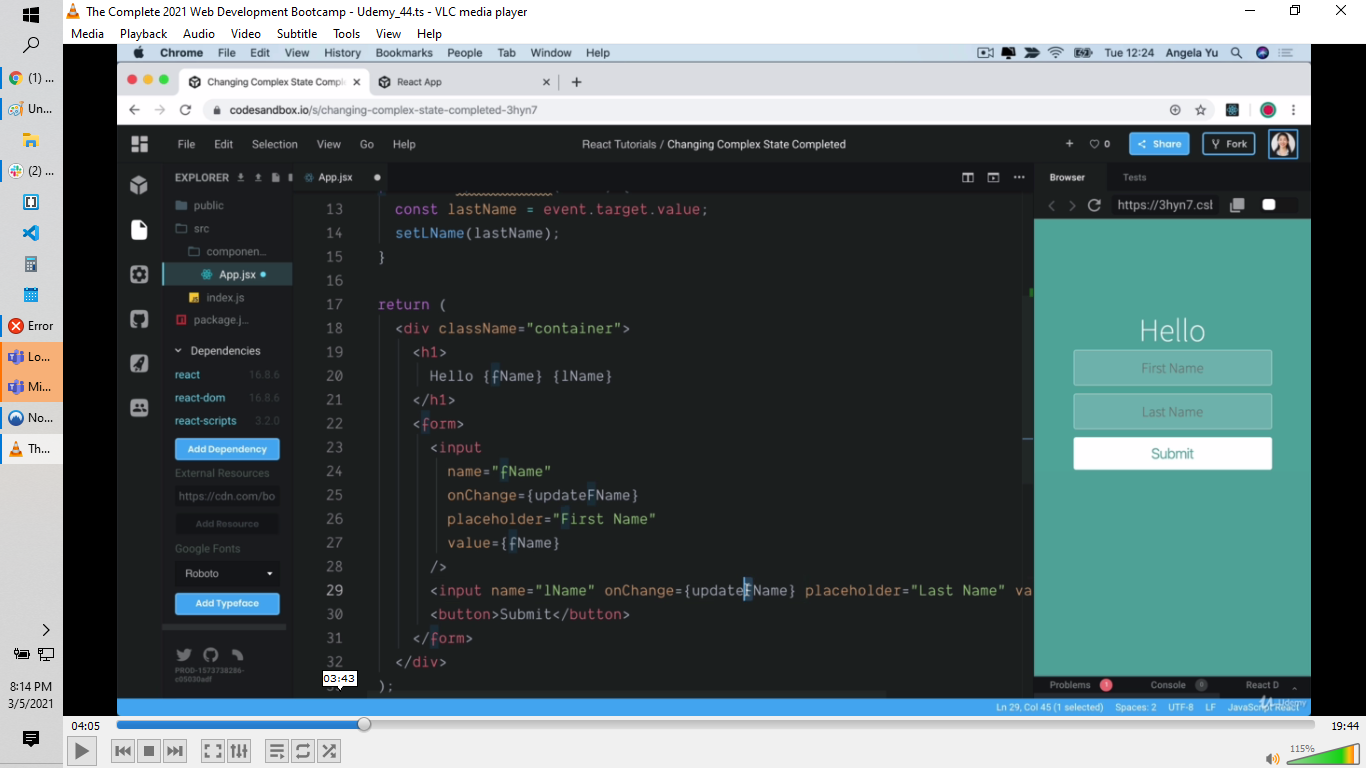 The Complete 2021 Web Development Bootcamp - Udemy_44.ts - VLC media player
Media Playback Audio Video Subtitle Tools View Help
Chrome File Edit View History Bookmarks People Tab Window Help Tue 12:24 Angela Yu
Changing Complex State Comple React App
codesandbox.io/s/changing-complex-state-completed-3hyn7
File Edit Selection View Go Help React Tutorials / Changing Complex State Completed 0 Share Fork
EXPLORER App.jsx Browser Tests
public
src
componen...
App.jsx
index.js
package.j...
Dependencies
react 16.8.6
react-dom 16.8.6
react-scripts 3.2.0
Add Dependency
External Resources
https://cdn.com/bo
Add Resource
Google Fonts
Roboto
Add Typeface
PROD-1573738286-
c05030adf
13 const lastName = event.target.value;
14 setLName(lastName);
15 }
16
17 return (
18 <div className="container">
19 <h1>
20 Hello {fName} {lName}
21 </h1>
22 <form>
23 <input
24 name="fName"
25 onChange={updateFName}
26 placeholder="First Name"
27 value={fName}
28 />
29 <input name="lName" onChange={updateFName} placeholder="Last Name" va
30 <button>Submit</button>
31 </form>
32 </div>
);
https://3hyn7.csl
Hello
First Name
Last Name
Submit
Problems Console 0 React D
Ln 29, Col 45 (1 selected) Spaces: 2 UTF-8 LF JavaScript React
Udemy
03:43
04:05 19:44
115%
(1) ...
Un...
(2) ...
Error
Lo...
Mi...
No...
Th...
8:14 PM
3/5/2021